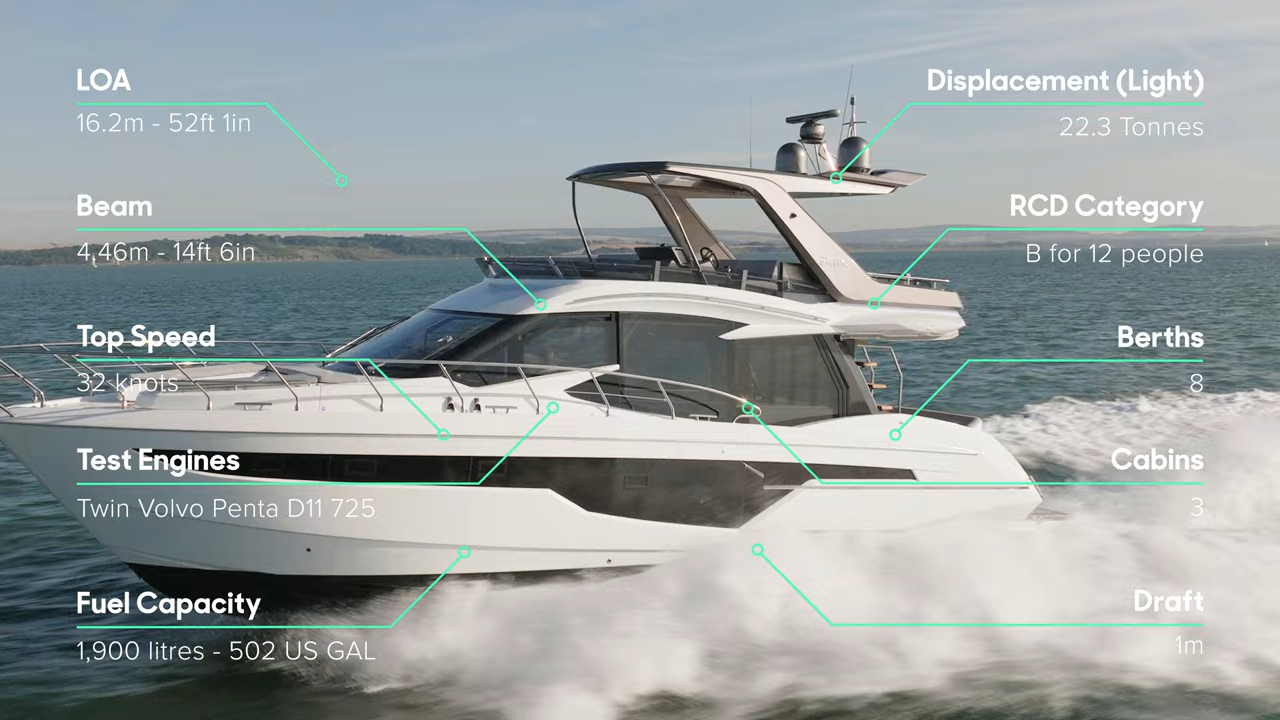 LOA
16.2m - 52ft 1in
Beam
4,46m - 14ft 6in
Top Speed
32 knots
Test Engines
Twin Volvo Penta D11 725
Fuel Capacity
1,900 litres - 502 US GAL
Displacement (Light)
22.3 Tonnes
RCD Category
B for 12 people
Berths
8
Cabins
3
Draft
1m